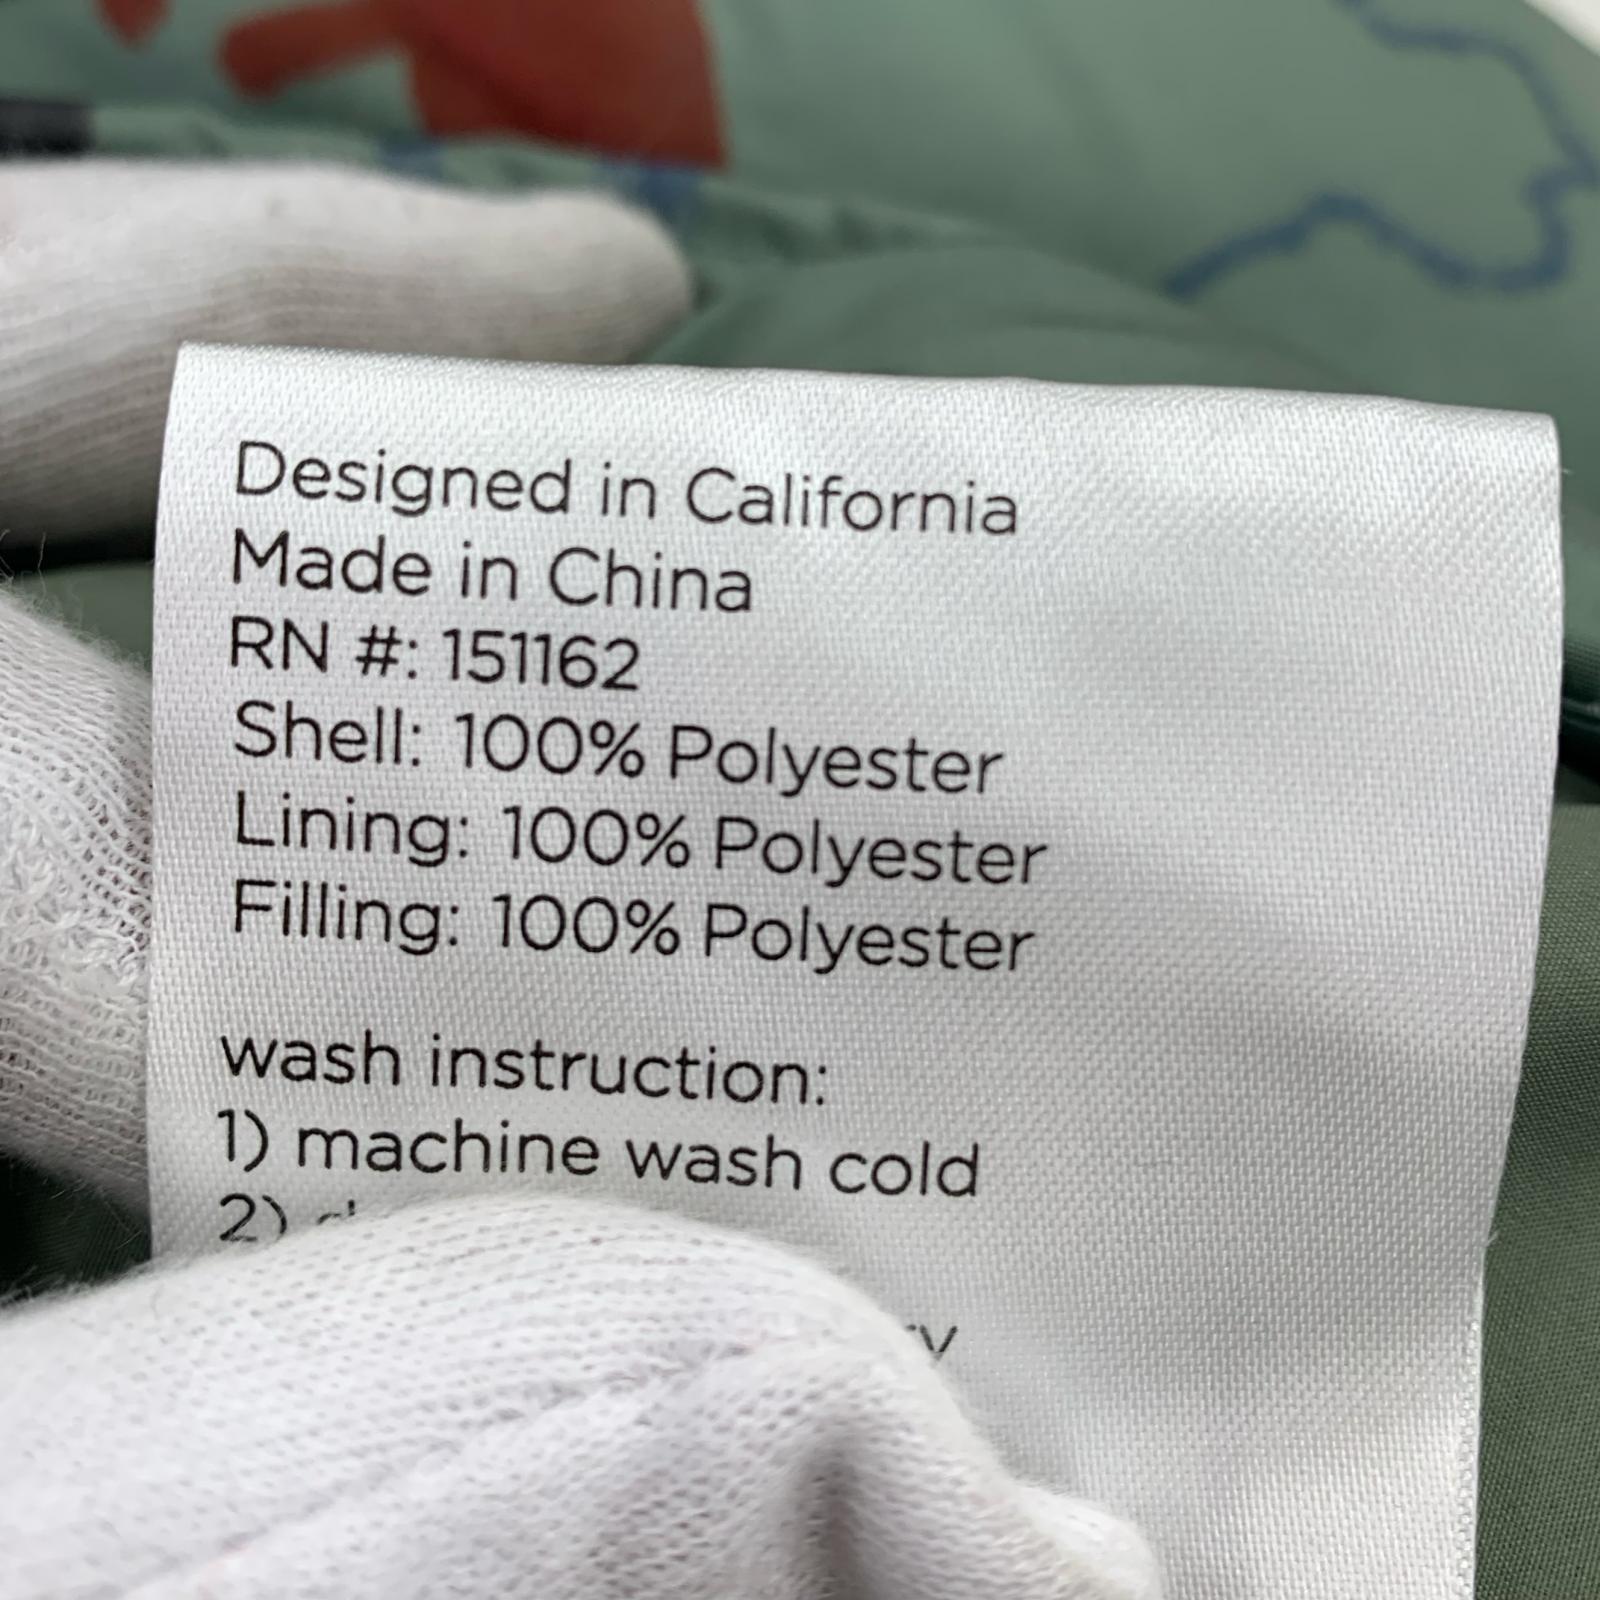 Designed in California
Made in China
RN #: 151162
Shell: 100% Polyester
Lining: 100% Polyester
Filling: 100% Polyester
wash instruction:
1) machine wash cold
2)